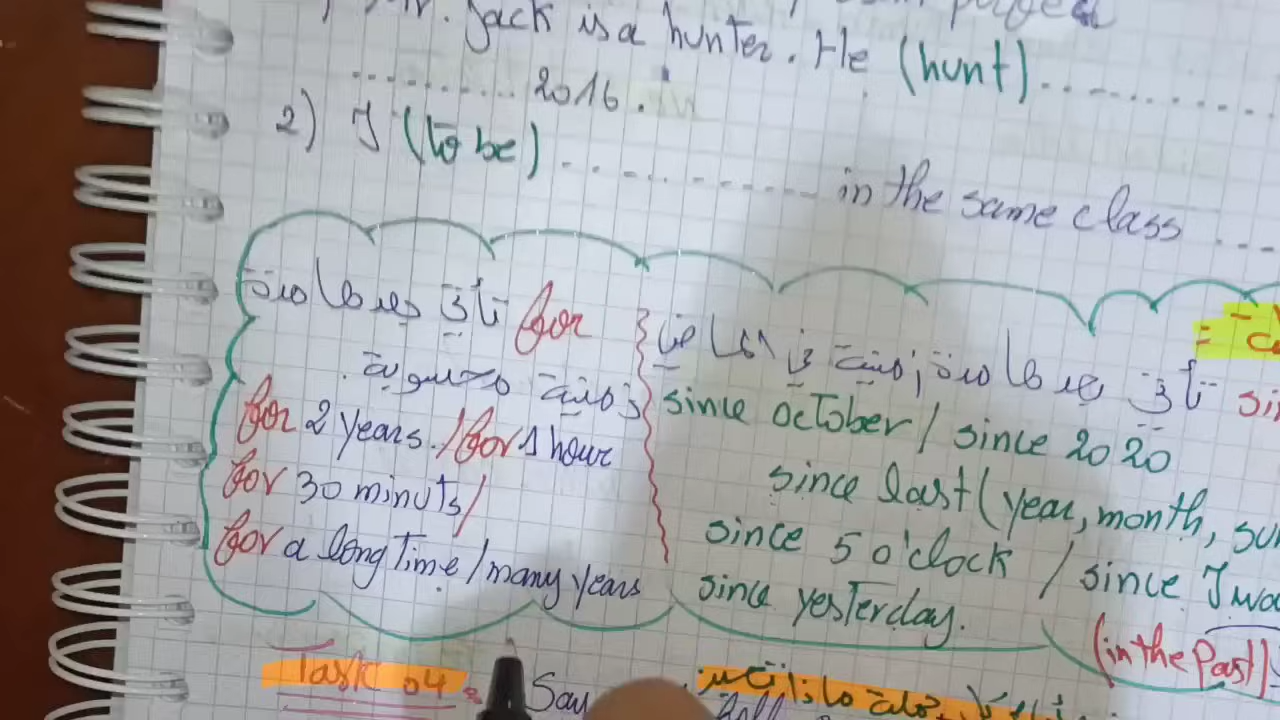 Jack is a hunter. He (hunt)..............
.......... 2016.
2) I (to be) .................. in the same class ....
for تأتي بعدها مدة
زمنية محسوبة.
for 2 years. / for 1 hour
for 30 minuts /
for a long time / many years
تأتي بعدها مدة زمنية في الماضي
since october / since 2020
since last (year, month,
since 5 o'clock / since I
since yesterday.
(in the past)
Task 04